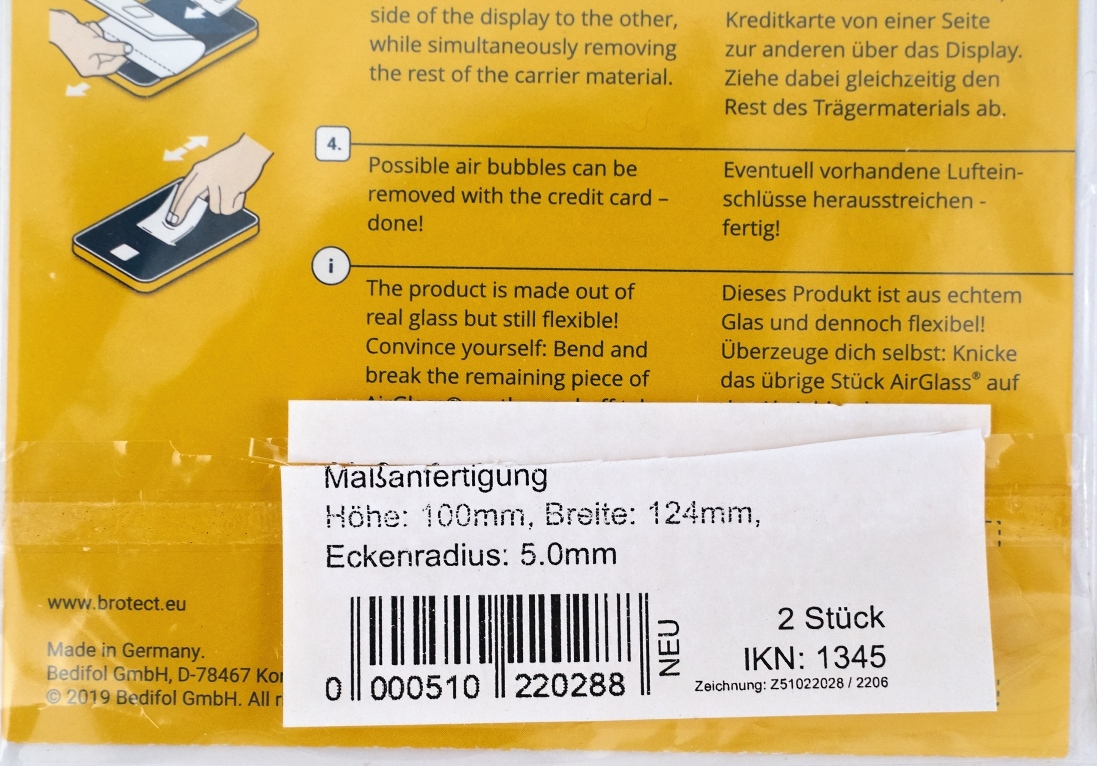 side of the display to the other,
while simultaneously removing
the rest of the carrier material.
Kreditkarte von einer Seite
zur anderen über das Display.
Ziehe dabei gleichzeitig den
Rest des Trägermaterials ab.
4.
Possible air bubbles can be
removed with the credit card –
done!
Eventuell vorhandene Luftein-
schlüsse herausstreichen -
fertig!
i
The product is made out of
real glass but still flexible!
Convince yourself: Bend and
break the remaining piece of
Dieses Produkt ist aus echtem
Glas und dennoch flexibel!
Überzeuge dich selbst: Knicke
das übrige Stück AirGlass® auf
Maßanfertigung
Höhe: 100mm, Breite: 124mm,
Eckenradius: 5.0mm
0 000510 220288
NEU
2 Stück
IKN: 1345
Zeichnung: Z51022028 / 2206
www.brotect.eu
Made in Germany.
Bedifol GmbH, D-78467
© 2019 Bedifol GmbH. All